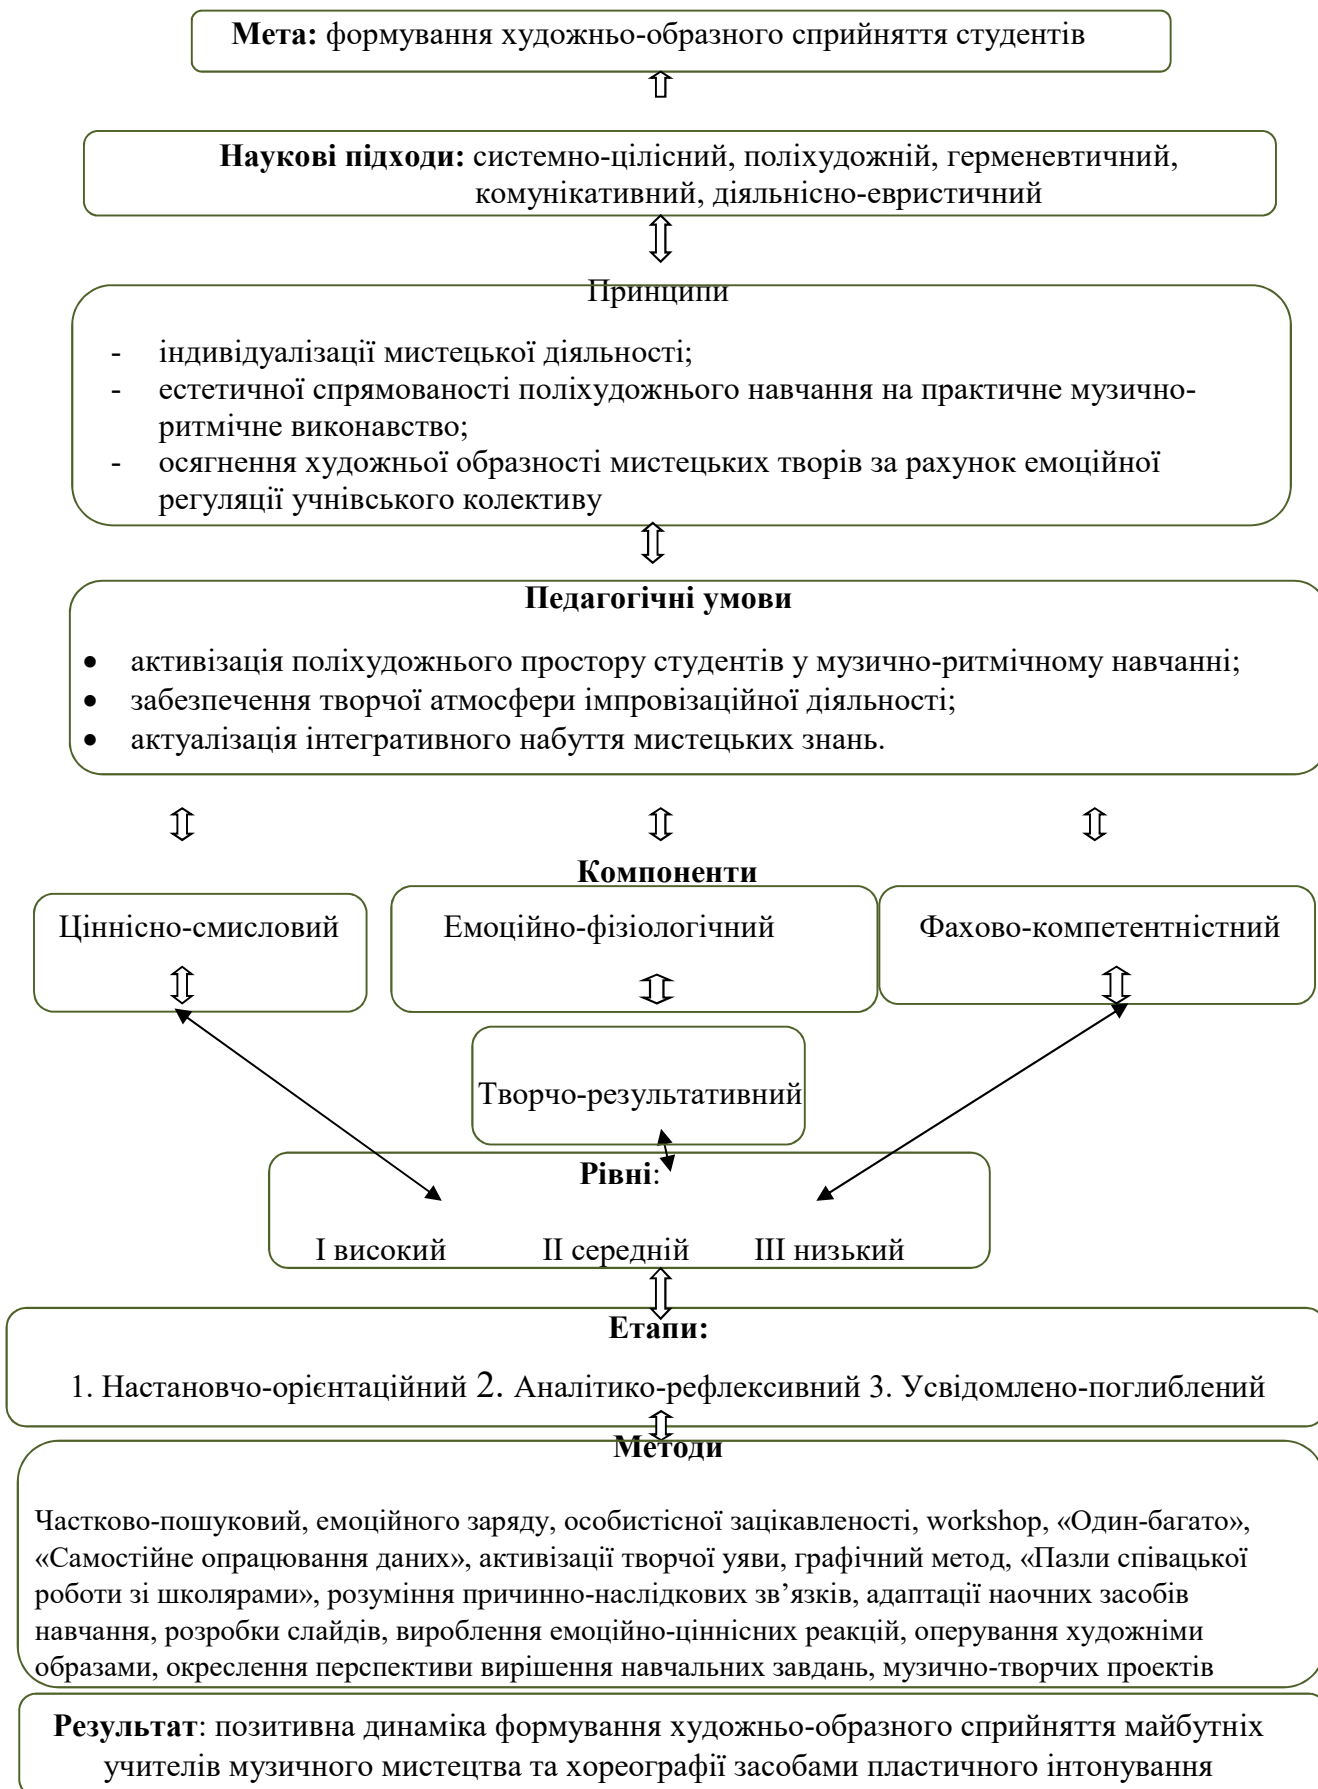 Мета: формування художньо-образного сприйняття студентів
Наукові підходи: системно-цілісний, поліхудожній, герменевтичний,
комунікативний, діяльнісно-евристичний
Принципи
- індивідуалізації мистецької діяльності;
- естетичної спрямованості поліхудожнього навчання на практичне музично-
ритмічне виконавство;
- осягнення художньої образності мистецьких творів за рахунок емоційної
регуляції учнівського колективу
Педагогічні умови
• активізація поліхудожнього простору студентів у музично-ритмічному навчанні;
• забезпечення творчої атмосфери імпровізаційної діяльності;
• актуалізація інтегративного набуття мистецьких знань.
Компоненти
Ціннісно-смисловий Емоційно-фізіологічний Фахово-компетентністний
Творчо-результативний
Рівні:
І високий ІІ середній ІІІ низький
Етапи:
1. Настановчо-орієнтаційний 2. Аналітико-рефлексивний 3. Усвідомлено-поглиблений
Методи
Частково-пошуковий, емоційного заряду, особистісної зацікавленості, workshop, «Один-багато»,
«Самостійне опрацювання даних», активізації творчої уяви, графічний метод, «Пазли співацької
роботи зі школярами», розуміння причинно-наслідкових зв’язків, адаптації наочних засобів
навчання, розробки слайдів, вироблення емоційно-ціннісних реакцій, оперування художніми
образами, окреслення перспективи вирішення навчальних завдань, музично-творчих проектів
Результат: позитивна динаміка формування художньо-образного сприйняття майбутніх
учителів музичного мистецтва та хореографії засобами пластичного інтонування